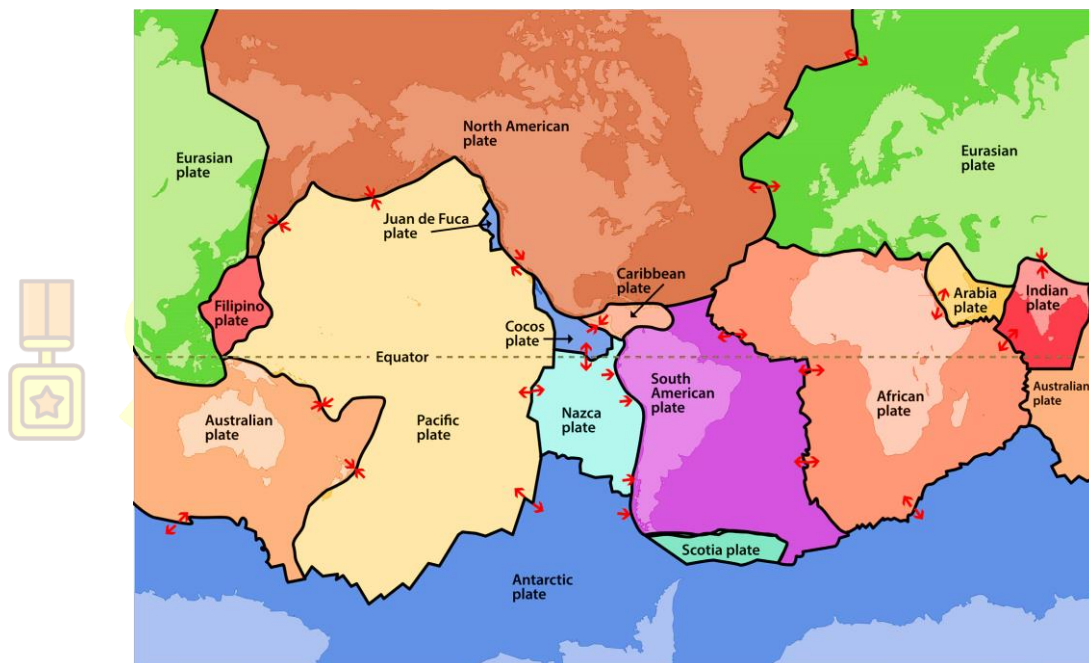 North American
plate
Eurasian
plate
Eurasian
plate
Juan de Fuca
plate
Caribbean
plate
Filipino
plate
Arabia
plate
Indian
plate
Cocos
plate
Equator
South
American
plate
Australian
plate
African
plate
Australian
plate
Pacific
plate
Nazca
plate
Scotia plate
Antarctic
plate